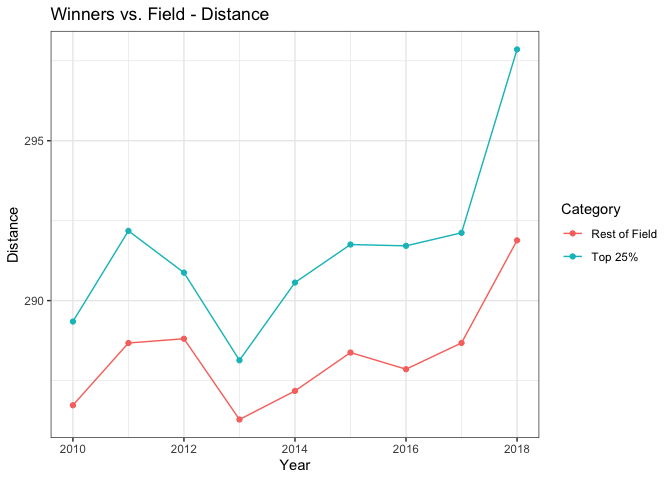 Winners vs. Field - Distance
295
290
Distance
2010
2012
2014
2016
2018
Year
Category
Rest of Field
Top 25%